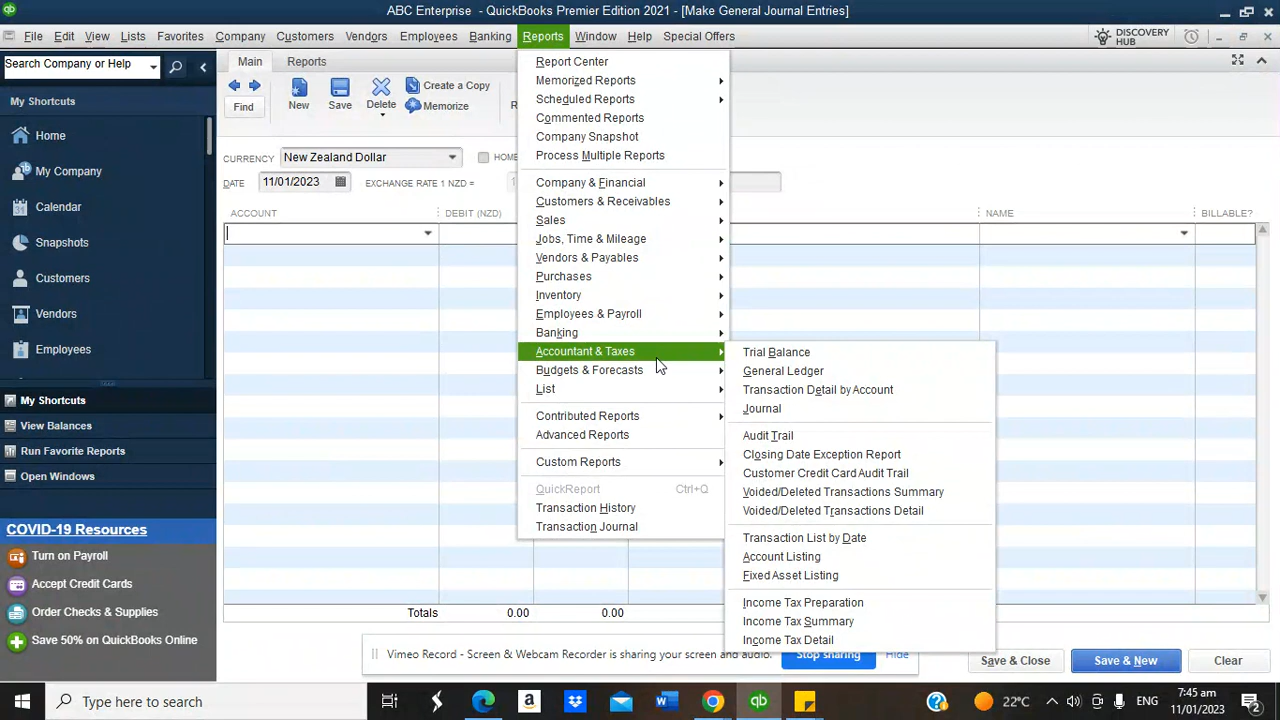 ABC Enterprise - QuickBooks Premier Edition 2021 - [Make General Journal Entries]
File Edit View Lists Favorites Company Customers Vendors Employees Banking Reports Window Help Special Offers DISCOVERY HUB
Search Company or Help
My Shortcuts
Home
My Company
Calendar
Snapshots
Customers
Vendors
Employees
My Shortcuts
View Balances
Run Favorite Reports
Open Windows
COVID-19 Resources
Turn on Payroll
Accept Credit Cards
Order Checks & Supplies
Save 50% on QuickBooks Online
Main Reports
Find New Save Delete Create a Copy
Memorize
CURRENCY New Zealand Dollar
DATE 11/01/2023 EXCHANGE RATE 1 NZD =
ACCOUNT DEBIT (NZD) NAME BILLABLE?
Totals 0.00 0.00
Report Center
Memorized Reports
Scheduled Reports
Commented Reports
Company Snapshot
Process Multiple Reports
Company & Financial
Customers & Receivables
Sales
Jobs, Time & Mileage
Vendors & Payables
Purchases
Inventory
Employees & Payroll
Banking
Accountant & Taxes
Budgets & Forecasts
List
Contributed Reports
Advanced Reports
Custom Reports
QuickReport Ctrl+Q
Transaction History
Transaction Journal
Trial Balance
General Ledger
Transaction Detail by Account
Journal
Audit Trail
Closing Date Exception Report
Customer Credit Card Audit Trail
Voided/Deleted Transactions Summary
Voided/Deleted Transactions Detail
Transaction List by Date
Account Listing
Fixed Asset Listing
Income Tax Preparation
Income Tax Summary
Income Tax Detail
Vimeo Record - Screen & Webcam Recorder is sharing your screen and audio. Stop sharing Hide
Save & Close Save & New Clear
Type here to search 22°C ENG 7:45 am
11/01/2023 2